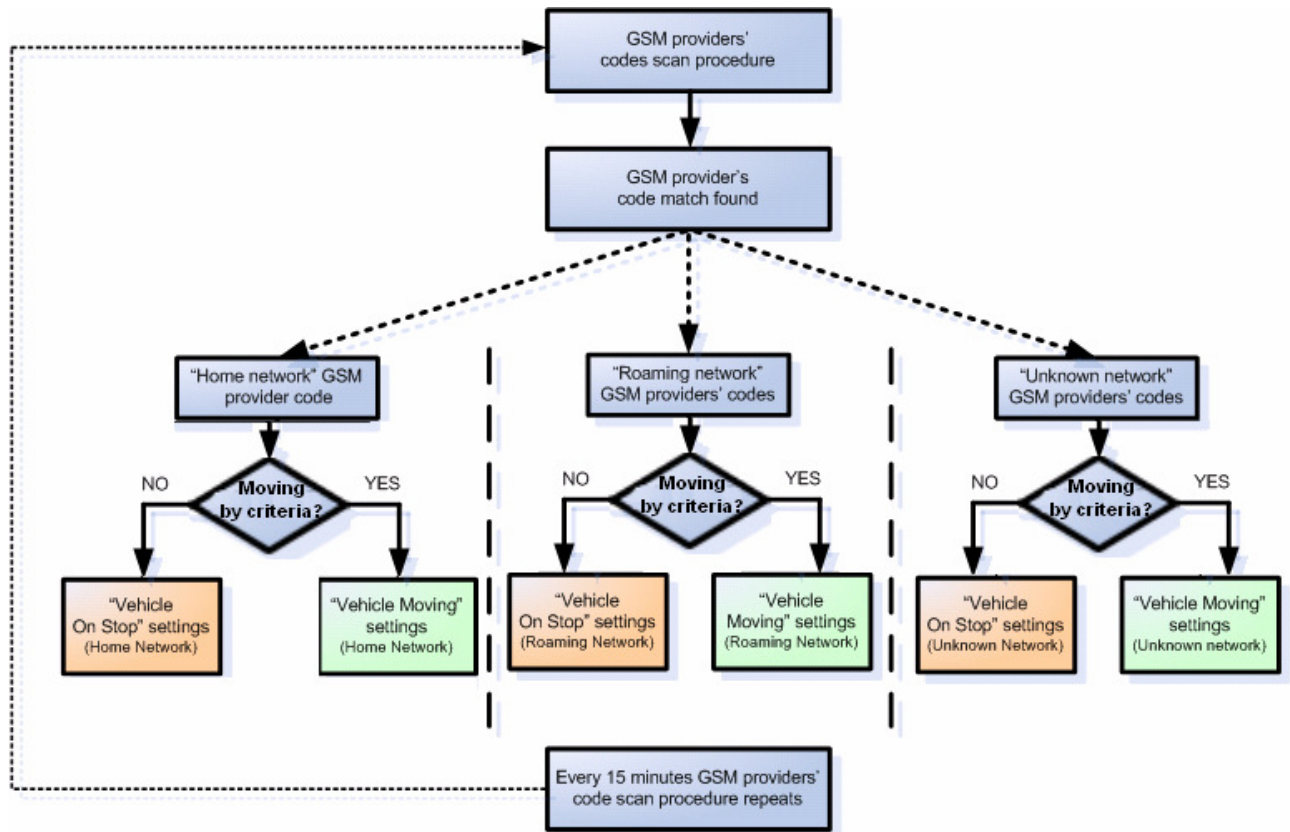 GSM providers’
codes scan procedure
GSM provider’s
code match found
“Home network” GSM
provider code
“Roaming network”
GSM providers’ codes
“Unknown network”
GSM providers’ codes
NO
Moving
by criteria?
YES
NO
Moving
by criteria?
YES
NO
Moving
by criteria?
YES
“Vehicle
On Stop” settings
(Home Network)
“Vehicle Moving”
settings
(Home Network)
“Vehicle
On Stop” settings
(Roaming Network)
“Vehicle
Moving” settings
(Roaming Network)
“Vehicle
On Stop” settings
(Unknown Network)
“Vehicle Moving”
settings
(Unknown network)
Every 15 minutes GSM providers’
code scan procedure repeats